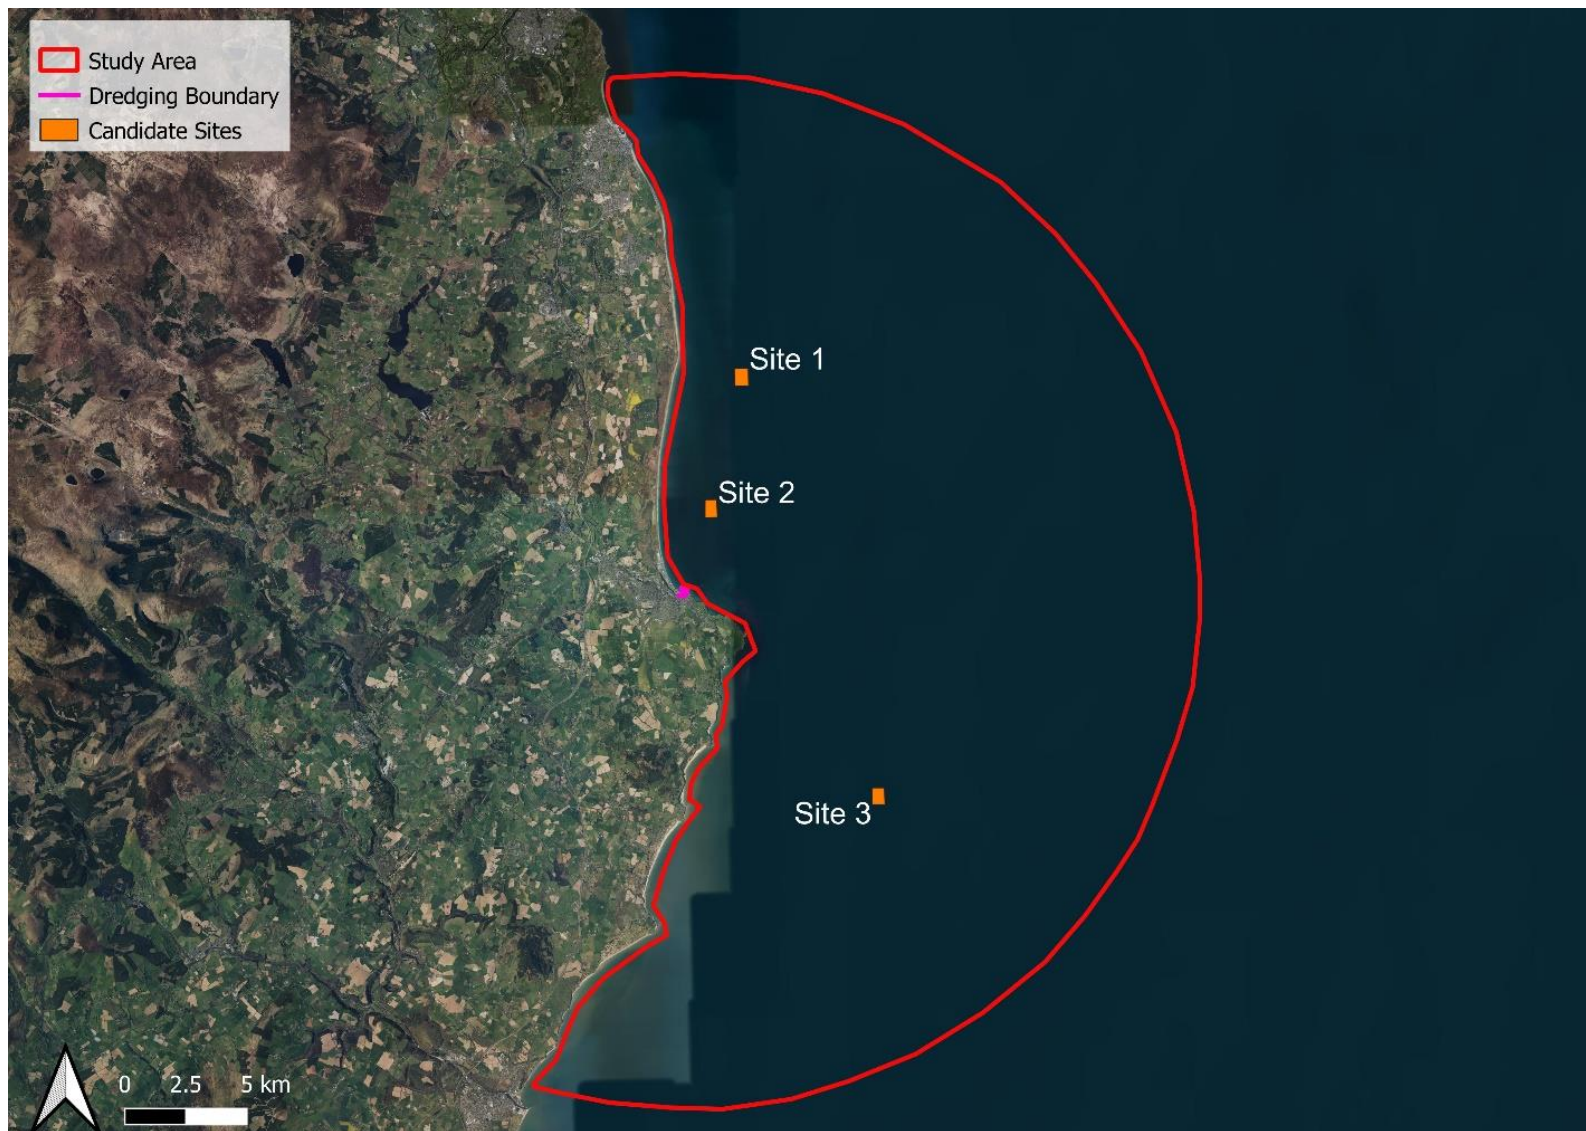 Study Area
Dredging Boundary
Candidate Sites
Site 1
Site 2
Site 3
0 2.5 5 km